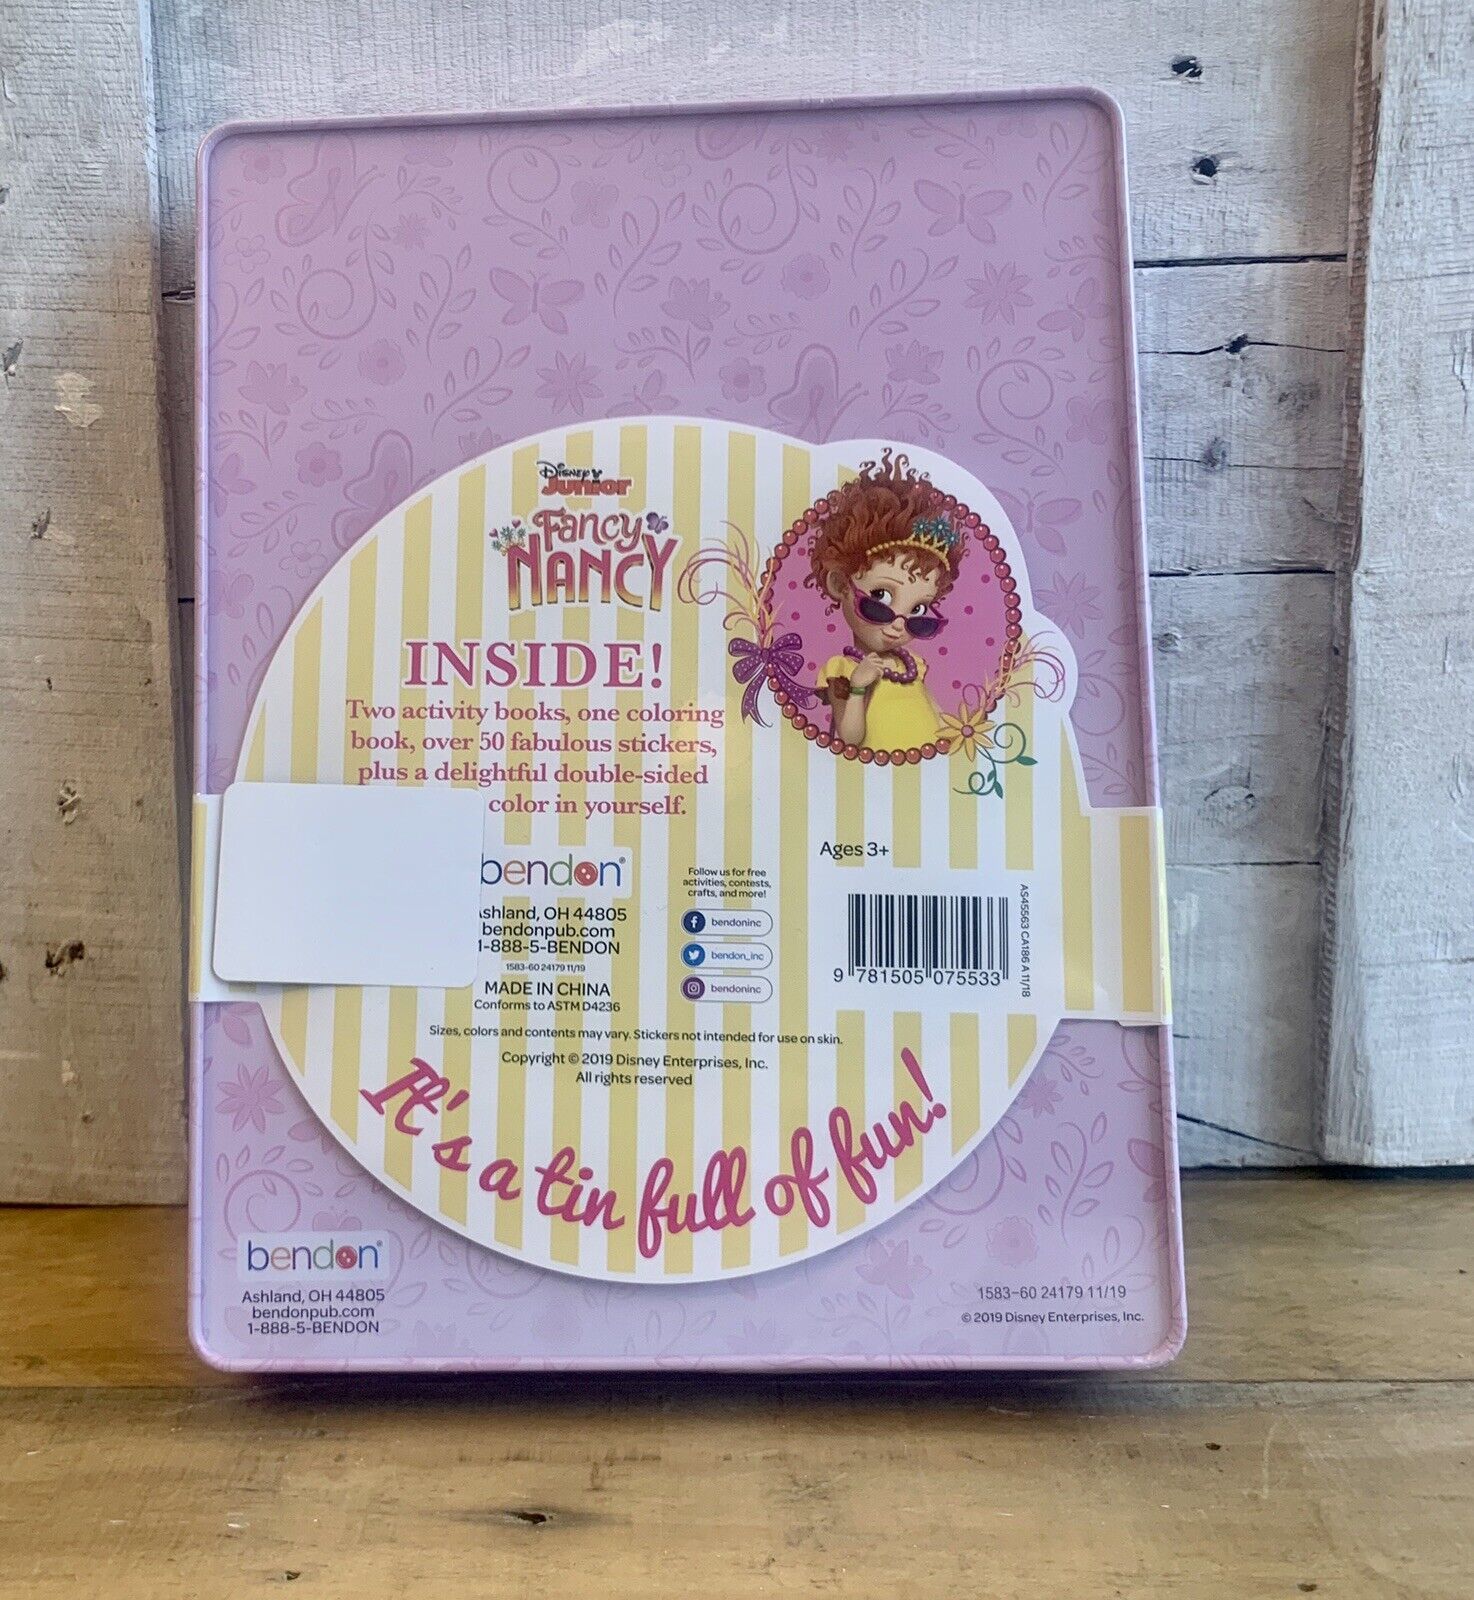 Disney
Junior
Fancy
NANCY
INSIDE!
Two activity books, one coloring
book, over 50 fabulous stickers,
plus a delightful double-sided
color in yourself.
bendon®
shland, OH 44805
bendonpub.com
1-888-5-BENDON
1583-60 24179 11/19
MADE IN CHINA
Conforms to ASTM D4236
Follow us for free
activities, contests,
crafts, and more!
bendoninc
bendon_inc
bendoninc
Ages 3+
9 781505 075533
AS45563 CA186 A 11/18
Sizes, colors and contents may vary. Stickers not intended for use on skin.
Copyright © 2019 Disney Enterprises, Inc.
All rights reserved
It's a tin full of fun!
bendon®
Ashland, OH 44805
bendonpub.com
1-888-5-BENDON
1583-60 24179 11/19
© 2019 Disney Enterprises, Inc.